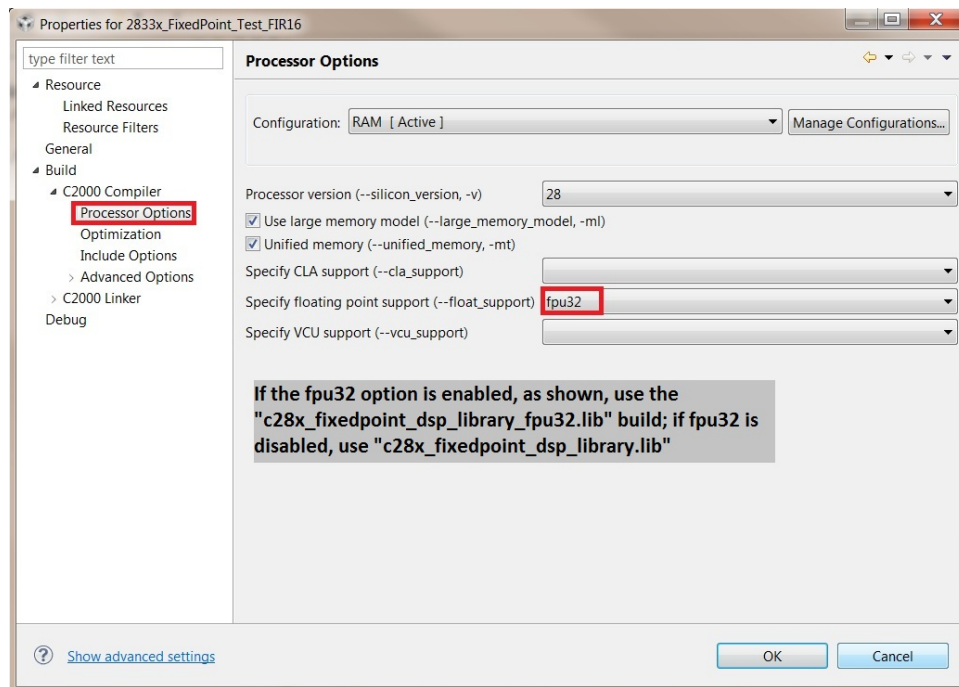 Properties for 2833x_FixedPoint_Test_FIR16
type filter text
Processor Options
Resource
Linked Resources
Resource Filters
General
Build
C2000 Compiler
Processor Options
Optimization
Include Options
Advanced Options
C2000 Linker
Debug
Configuration: RAM [ Active ] Manage Configurations...
Processor version (--silicon_version, -v) 28
Use large memory model (--large_memory_model, -ml)
Unified memory (--unified_memory, -mt)
Specify CLA support (--cla_support)
Specify floating point support (--float_support) fpu32
Specify VCU support (--vcu_support)
If the fpu32 option is enabled, as shown, use the
"c28x_fixedpoint_dsp_library_fpu32.lib" build; if fpu32 is
disabled, use "c28x_fixedpoint_dsp_library.lib"
? Show advanced settings
OK Cancel